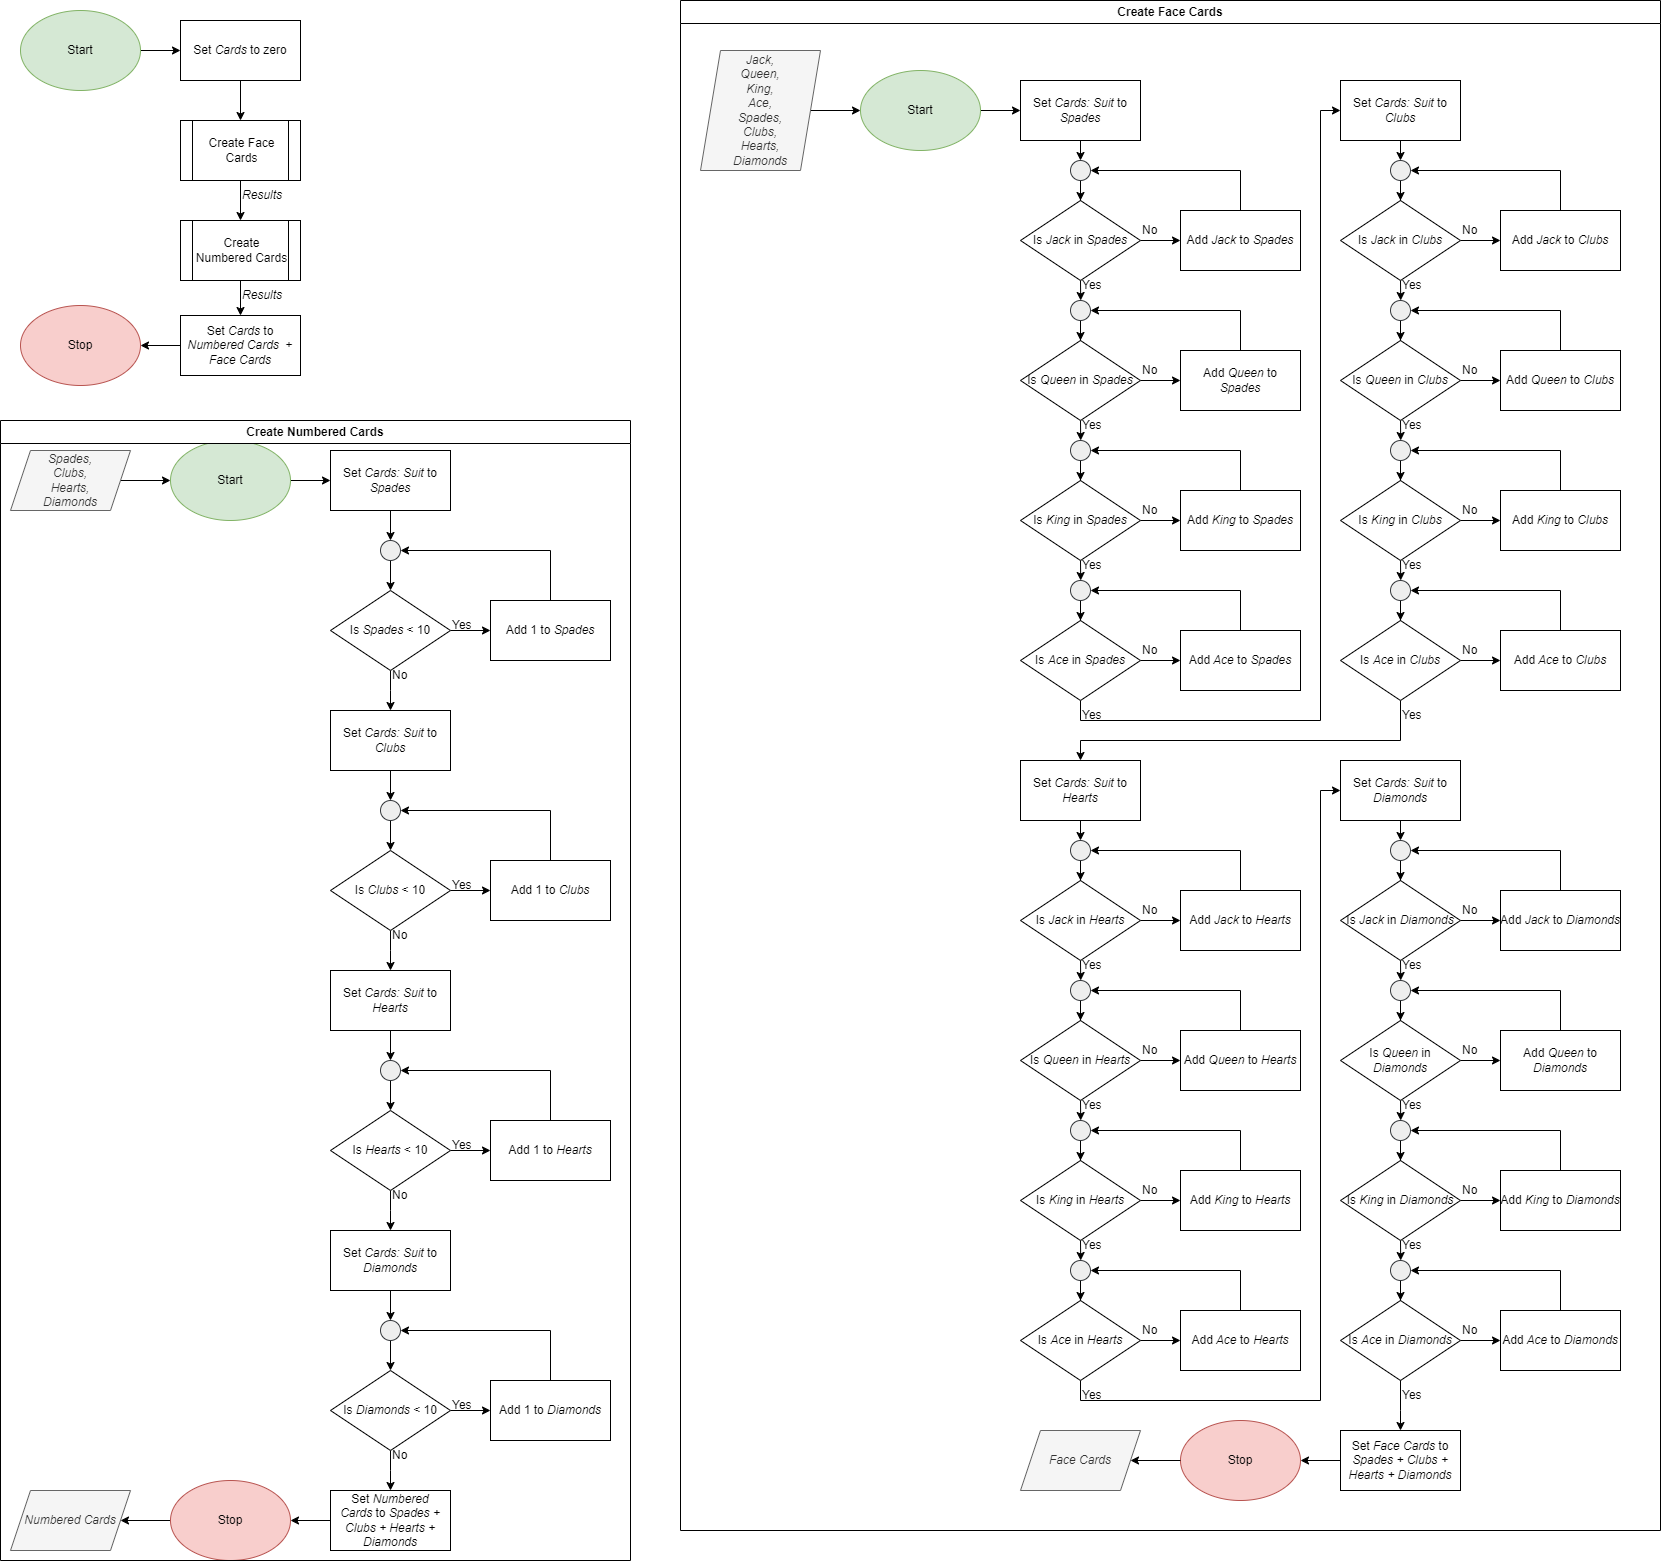 Start
Set Cards to zero
Create Face
Cards
Results
Create
Numbered Cards
Results
Set Cards to
Numbered Cards +
Face Cards
Stop
Create Numbered Cards
Spades,
Clubs,
Hearts,
Diamonds
Start
Set Cards: Suit to
Spades
Is Spades < 10
Yes
Add 1 to Spades
No
Set Cards: Suit to
Clubs
Is Clubs < 10
Yes
Add 1 to Clubs
No
Set Cards: Suit to
Hearts
Is Hearts < 10
Yes
Add 1 to Hearts
No
Set Cards: Suit to
Diamonds
Is Diamonds < 10
Yes
Add 1 to Diamonds
No
Set Numbered
Cards to Spades +
Clubs + Hearts +
Diamonds
Stop
Numbered Cards
Create Face Cards
Jack,
Queen,
King,
Ace,
Spades,
Clubs,
Hearts,
Diamonds
Start
Set Cards: Suit to
Spades
Is Jack in Spades
No
Add Jack to Spades
Yes
Is Queen in Spades
No
Add Queen to
Spades
Yes
Is King in Spades
No
Add King to Spades
Yes
Is Ace in Spades
No
Add Ace to Spades
Yes
Set Cards: Suit to
Clubs
Is Jack in Clubs
No
Add Jack to Clubs
Yes
Is Queen in Clubs
No
Add Queen to Clubs
Yes
Is King in Clubs
No
Add King to Clubs
Yes
Is Ace in Clubs
No
Add Ace to Clubs
Yes
Set Cards: Suit to
Hearts
Is Jack in Hearts
No
Add Jack to Hearts
Yes
Is Queen in Hearts
No
Add Queen to Hearts
Yes
Is King in Hearts
No
Add King to Hearts
Yes
Is Ace in Hearts
No
Add Ace to Hearts
Yes
Set Cards: Suit to
Diamonds
Is Jack in Diamonds
No
Add Jack to Diamonds
Yes
Is Queen in
Diamonds
No
Add Queen to
Diamonds
Yes
Is King in Diamonds
No
Add King to Diamonds
Yes
Is Ace in Diamonds
No
Add Ace to Diamonds
Yes
Set Face Cards to
Spades + Clubs +
Hearts + Diamonds
Stop
Face Cards